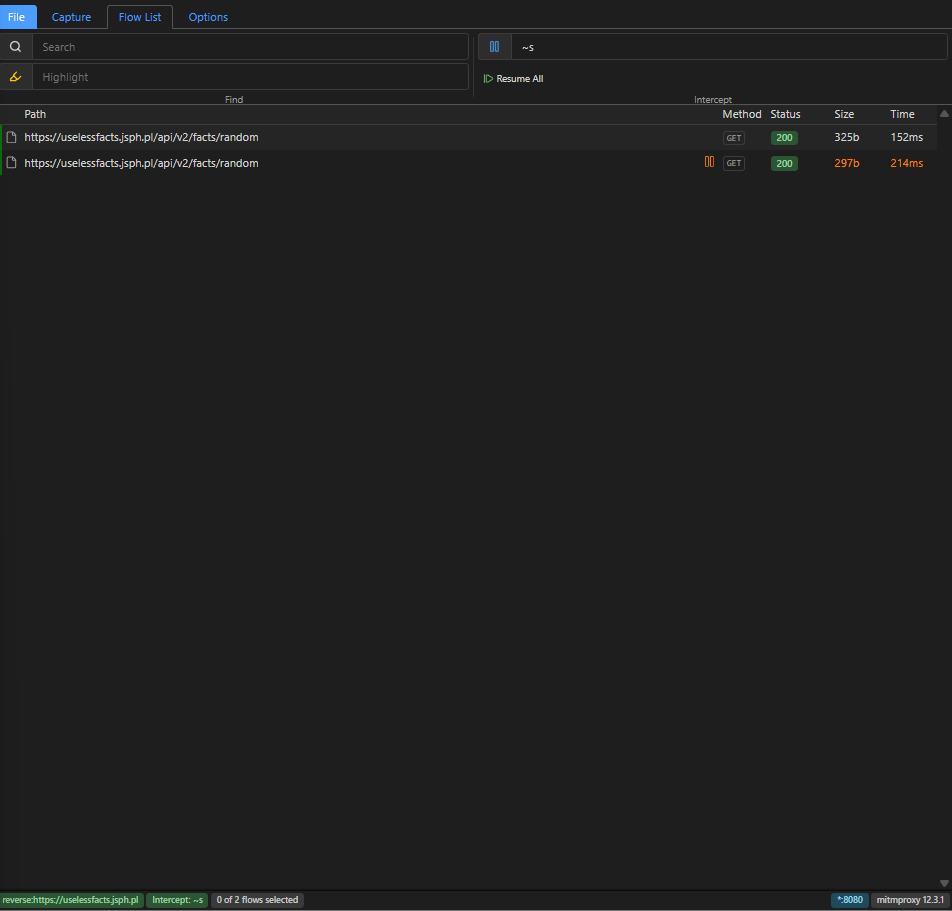 File Capture Flow List Options
Search ~s
Highlight Resume All
Find Intercept
Path Method Status Size Time
https://uselessfacts.jsph.pl/api/v2/facts/random GET 200 325b 152ms
https://uselessfacts.jsph.pl/api/v2/facts/random GET 200 297b 214ms
reverse:https://uselessfacts.jsph.pl Intercept: ~s 0 of 2 flows selected *:8080 mitmproxy 12.3.1